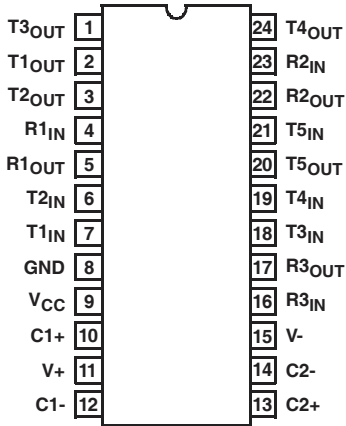 T3OUT 1 24 T4OUT
T1OUT 2 23 R2IN
T2OUT 3 22 R2OUT
R1IN 4 21 T5IN
R1OUT 5 20 T5OUT
T2IN 6 19 T4IN
T1IN 7 18 T3IN
GND 8 17 R3OUT
VCC 9 16 R3IN
C1+ 10 15 V-
V+ 11 14 C2-
C1- 12 13 C2+